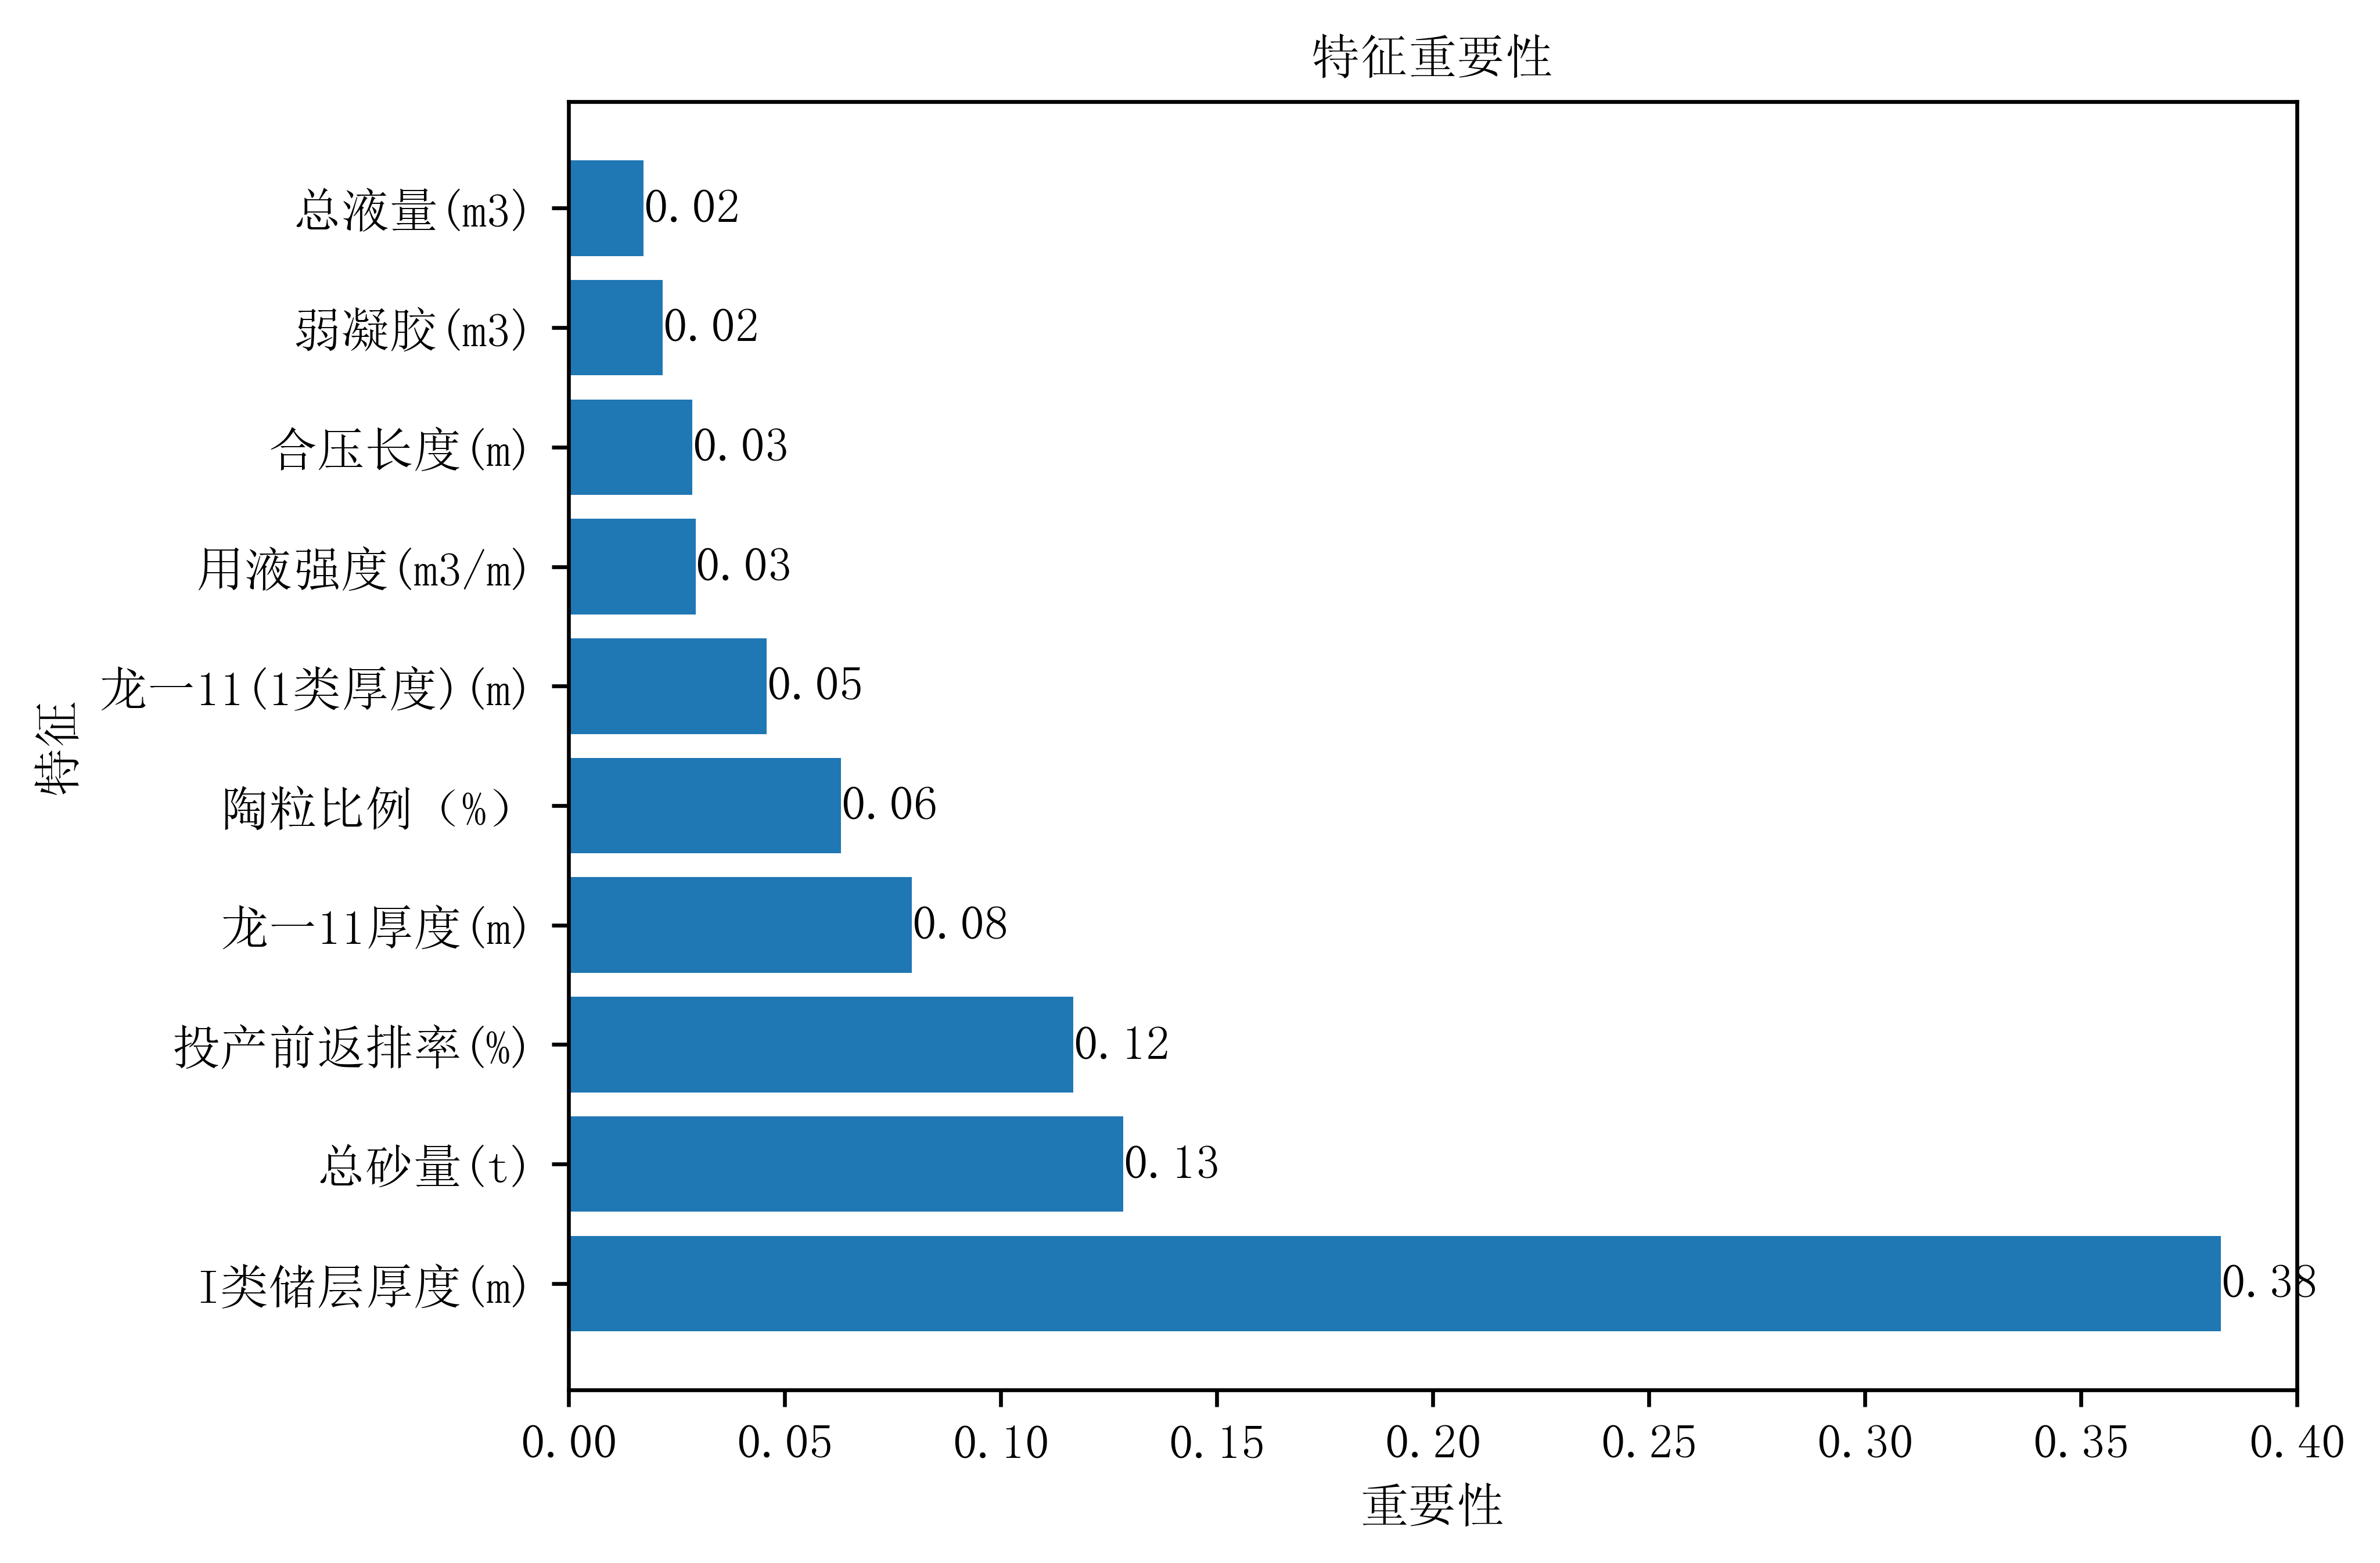 特征重要性
总液量(m3)
0.02
弱凝胶(m3)
0.02
合压长度(m)
0.03
用液强度(m3/m)
0.03
龙一11(1类厚度)(m)
0.05
陶粒比例（%）
0.06
龙一11厚度(m)
0.08
投产前返排率(%)
0.12
总砂量(t)
0.13
I类储层厚度(m)
0.38
特征
0.00 0.05 0.10 0.15 0.20 0.25 0.30 0.35 0.40
重要性